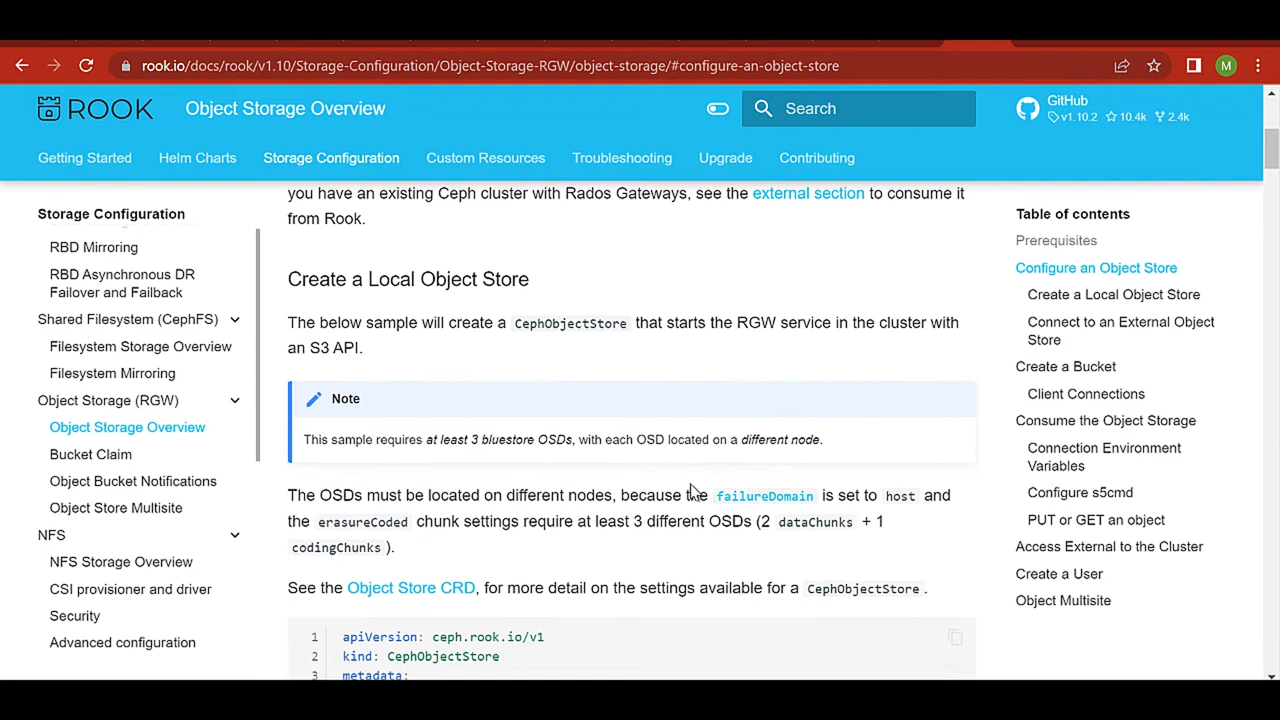 rook.io/docs/rook/v1.10/Storage-Configuration/Object-Storage-RGW/object-storage/#configure-an-object-store
M
ROOK
Object Storage Overview
Search
GitHub
v1.10.2 10.4k 2.4k
Getting Started Helm Charts Storage Configuration Custom Resources Troubleshooting Upgrade Contributing
Storage Configuration
RBD Mirroring
RBD Asynchronous DR
Failover and Failback
Shared Filesystem (CephFS)
Filesystem Storage Overview
Filesystem Mirroring
Object Storage (RGW)
Object Storage Overview
Bucket Claim
Object Bucket Notifications
Object Store Multisite
NFS
NFS Storage Overview
CSI provisioner and driver
Security
Advanced configuration
you have an existing Ceph cluster with Rados Gateways, see the external section to consume it
from Rook.
Create a Local Object Store
The below sample will create a CephObjectStore that starts the RGW service in the cluster with
an S3 API.
Note
This sample requires at least 3 bluestore OSDs, with each OSD located on a different node.
The OSDs must be located on different nodes, because the failureDomain is set to host and
the erasureCoded chunk settings require at least 3 different OSDs (2 dataChunks + 1
codingChunks ).
See the Object Store CRD, for more detail on the settings available for a CephObjectStore .
1 apiVersion: ceph.rook.io/v1
2 kind: CephObjectStore
3 metadata:
Table of contents
Prerequisites
Configure an Object Store
Create a Local Object Store
Connect to an External Object
Store
Create a Bucket
Client Connections
Consume the Object Storage
Connection Environment
Variables
Configure s5cmd
PUT or GET an object
Access External to the Cluster
Create a User
Object Multisite